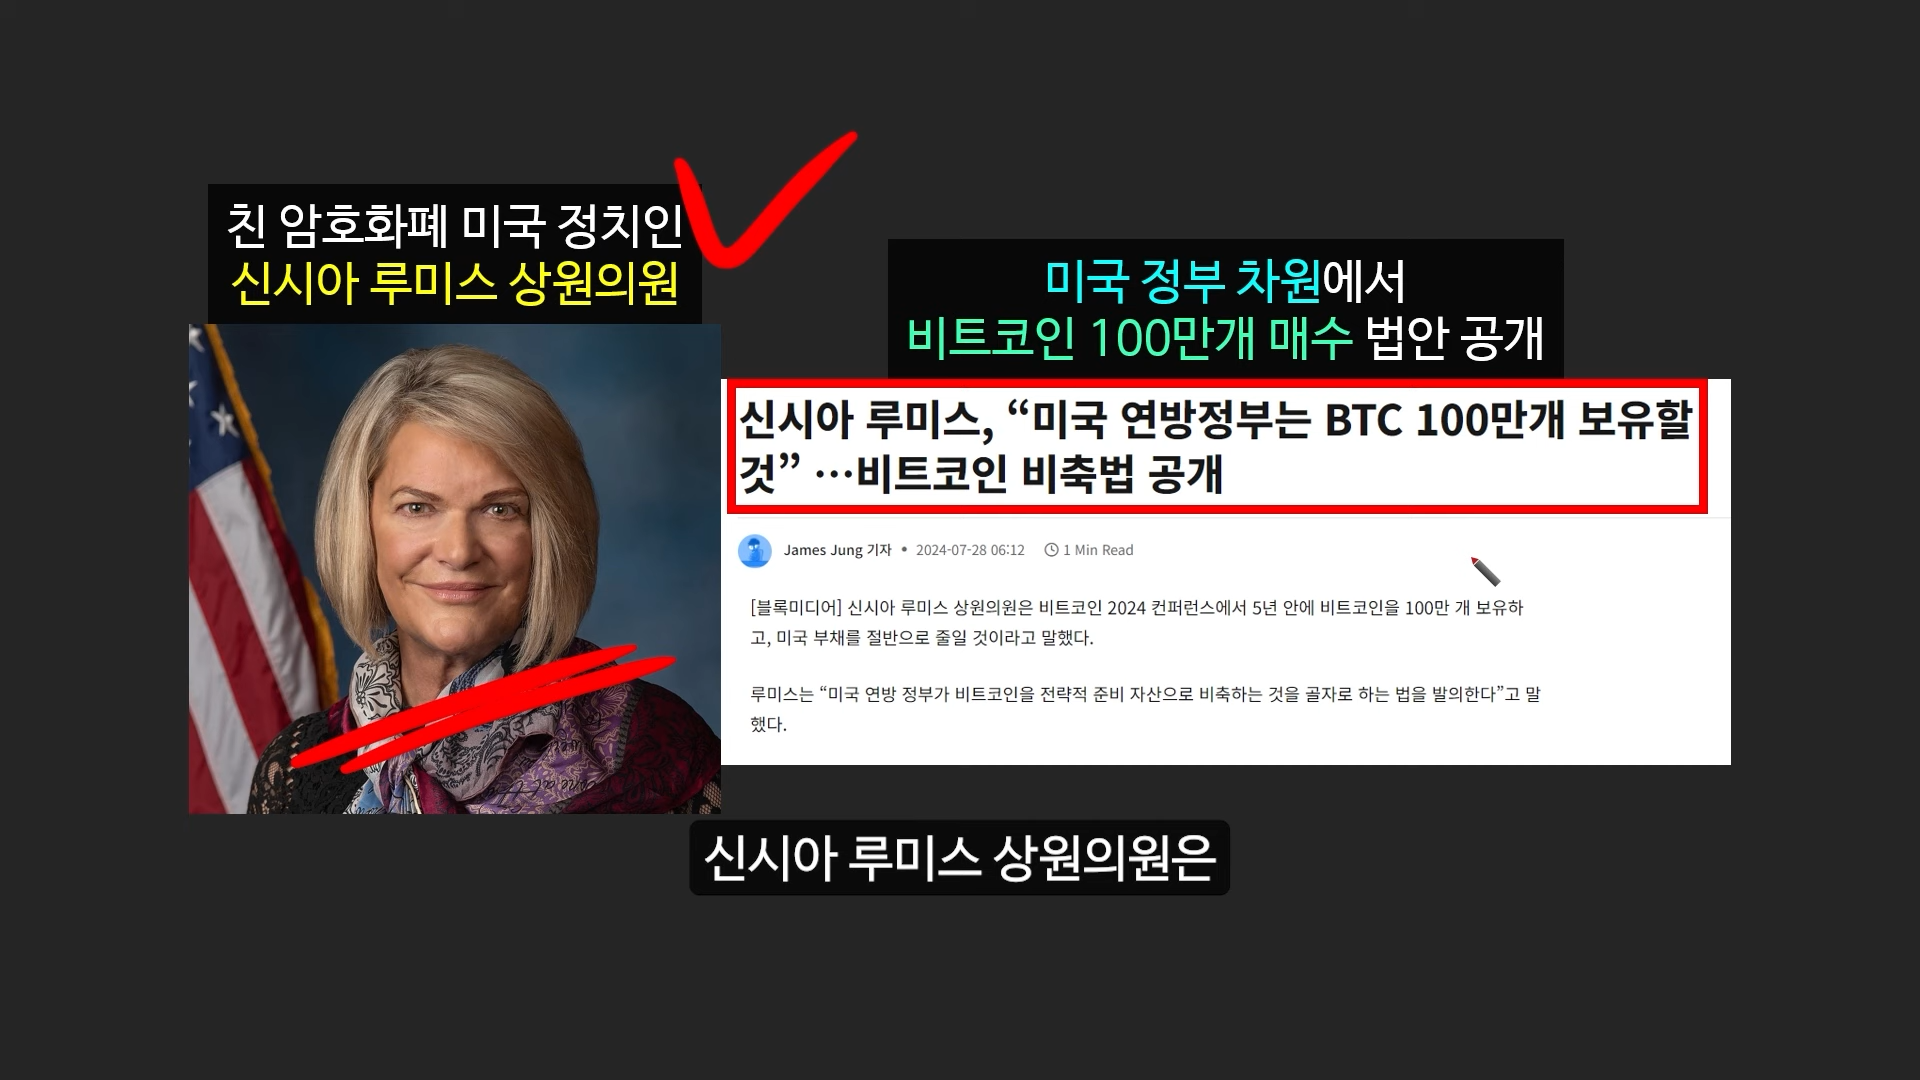 친 암호화폐 미국 정치인
신시아 루미스 상원의원
미국 정부 차원에서
비트코인 100만개 매수 법안 공개
신시아 루미스, “미국 연방정부는 BTC 100만개 보유할
것” …비트코인 비축법 공개
James Jung 기자 • 2024-07-28 06:12 1 Min Read
[블록미디어] 신시아 루미스 상원의원은 비트코인 2024 컨퍼런스에서 5년 안에 비트코인을 100만 개 보유하
고, 미국 부채를 절반으로 줄일 것이라고 말했다.
루미스는 “미국 연방 정부가 비트코인을 전략적 준비 자산으로 비축하는 것을 골자로 하는 법을 발의한다”고 말
했다.
신시아 루미스 상원의원은